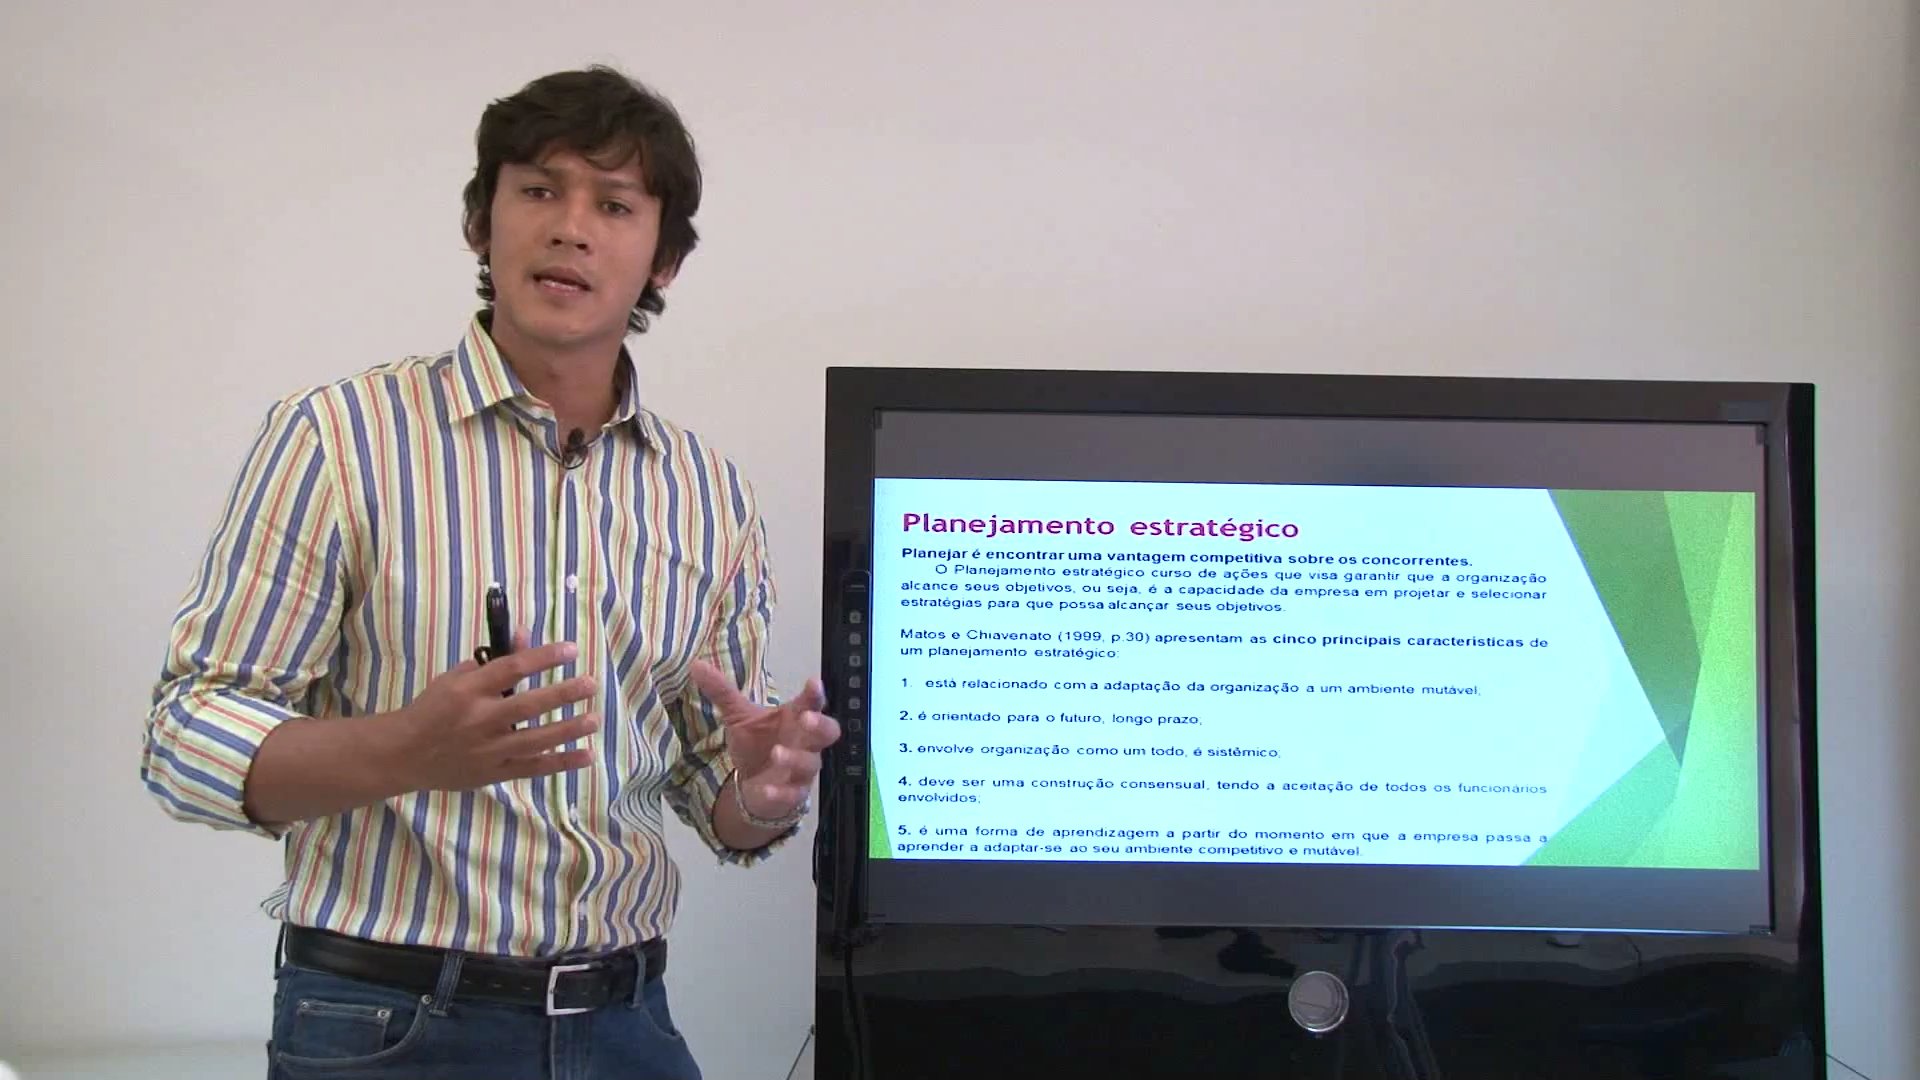 Planejamento estratégico
Planejar é encontrar uma vantagem competitiva sobre os concorrentes.
O Planejamento estratégico curso de ações que visa garantir que a organização
alcance seus objetivos, ou seja, é a capacidade da empresa em projetar e selecionar
estratégias para que possa alcançar seus objetivos.
Matos e Chiavenato (1999, p.30) apresentam as cinco principais características de
um planejamento estratégico:
1. está relacionado com a adaptação da organização a um ambiente mutável;
2. é orientado para o futuro, longo prazo;
3. envolve organização como um todo, é sistêmico;
4. deve ser uma construção consensual, tendo a aceitação de todos os funcionários
envolvidos;
5. é uma forma de aprendizagem a partir do momento em que a empresa passa a
aprender a adaptar-se ao seu ambiente competitivo e mutável.